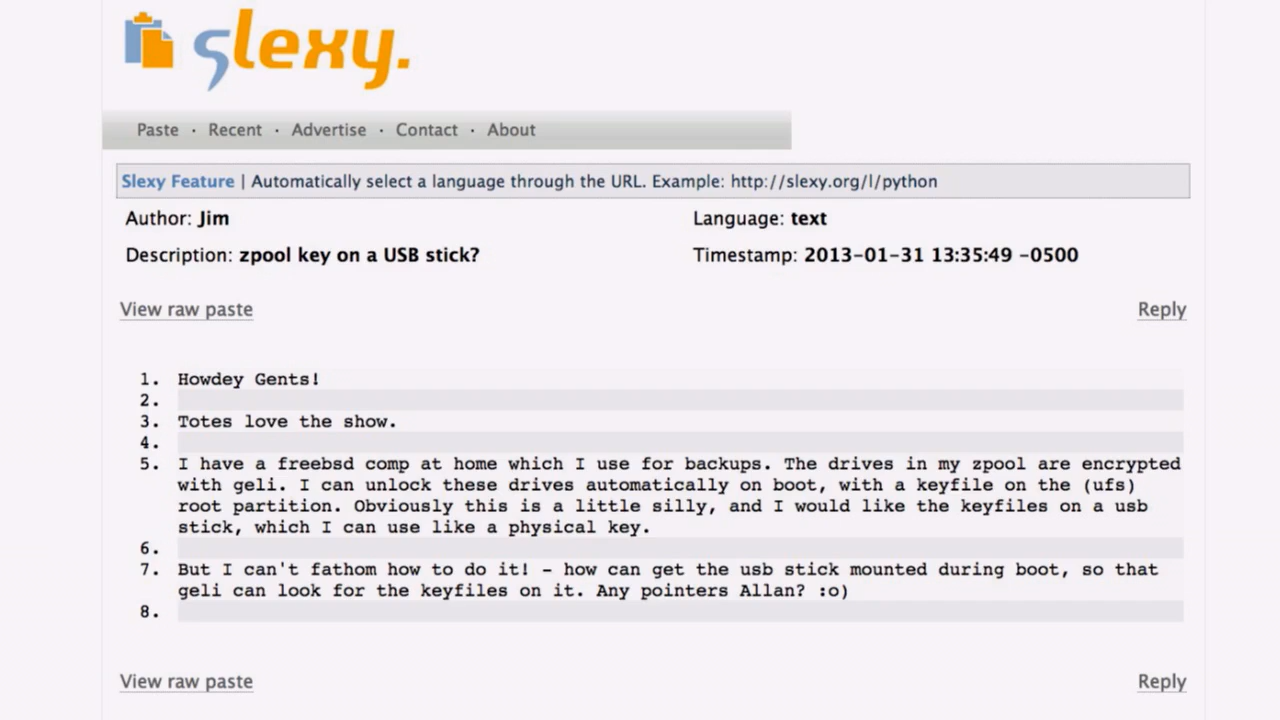 slexy.
Paste · Recent · Advertise · Contact · About
Slexy Feature | Automatically select a language through the URL. Example: http://slexy.org/l/python
Author: Jim
Language: text
Description: zpool key on a USB stick?
Timestamp: 2013-01-31 13:35:49 -0500
View raw paste
Reply
1. Howdey Gents!
2.
3. Totes love the show.
4.
5. I have a freebsd comp at home which I use for backups. The drives in my zpool are encrypted
with geli. I can unlock these drives automatically on boot, with a keyfile on the (ufs)
root partition. Obviously this is a little silly, and I would like the keyfiles on a usb
stick, which I can use like a physical key.
6.
7. But I can't fathom how to do it! - how can get the usb stick mounted during boot, so that
geli can look for the keyfiles on it. Any pointers Allan? :o)
8.
View raw paste
Reply